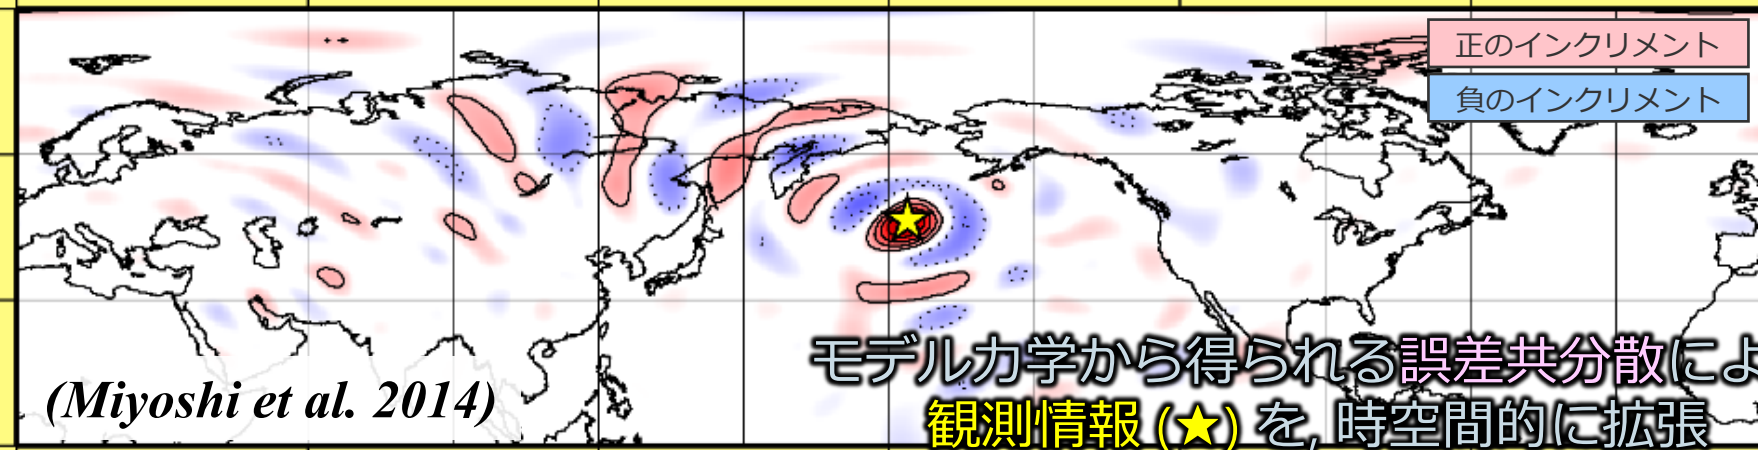 正のインクリメント
負のインクリメント
モデル力学から得られる誤差共分散によ
(Miyoshi et al. 2014)
観測情報 (★) を, 時空間的に拡張